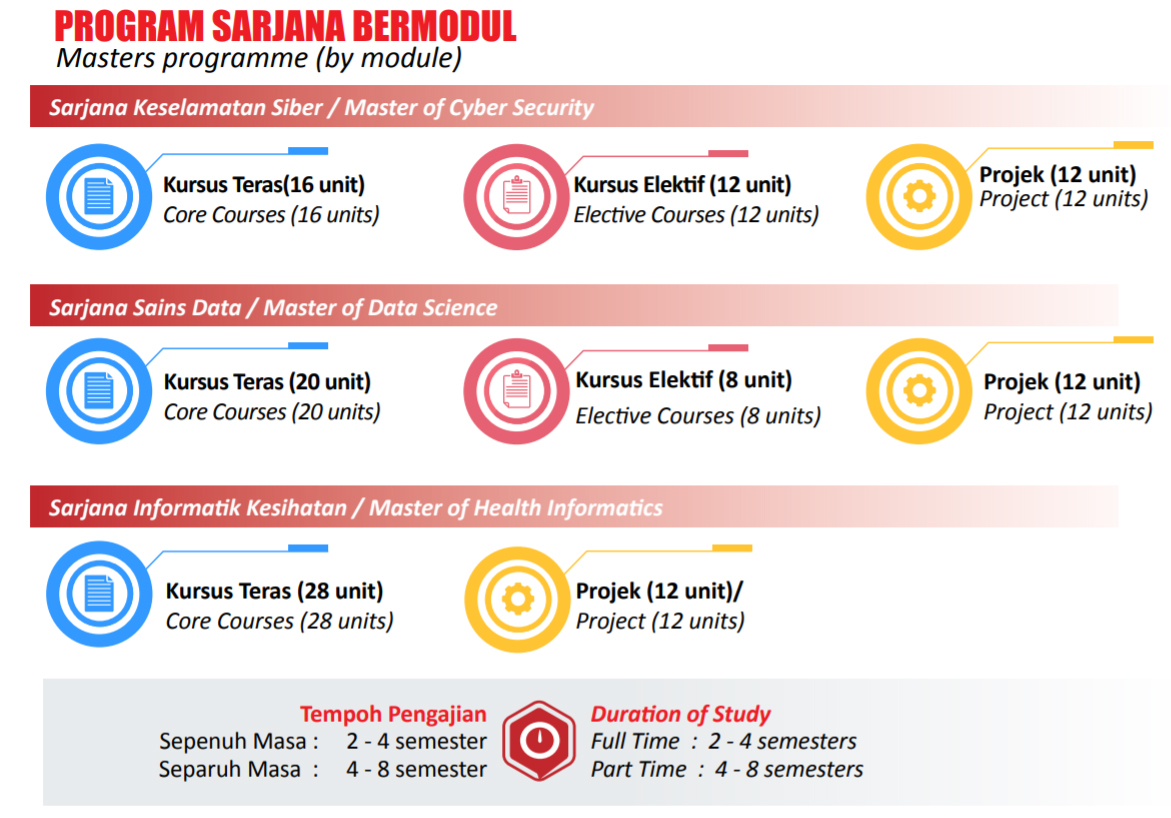 PROGRAM SARJANA BERMODUL
Masters programme (by module)
Sarjana Keselamatan Siber / Master of Cyber Security
Kursus Teras(16 unit)
Core Courses (16 units)
Kursus Elektif (12 unit)
Elective Courses (12 units)
Projek (12 unit)
Project (12 units)
Sarjana Sains Data / Master of Data Science
Kursus Teras (20 unit)
Core Courses (20 units)
Kursus Elektif (8 unit)
Elective Courses (8 units)
Projek (12 unit)
Project (12 units)
Sarjana Informatik Kesihatan / Master of Health Informatics
Kursus Teras (28 unit)
Core Courses (28 units)
Projek (12 unit)/
Project (12 units)
Tempoh Pengajian
Sepenuh Masa : 2 - 4 semester
Separuh Masa : 4 - 8 semester
Duration of Study
Full Time : 2 - 4 semesters
Part Time : 4 - 8 semesters